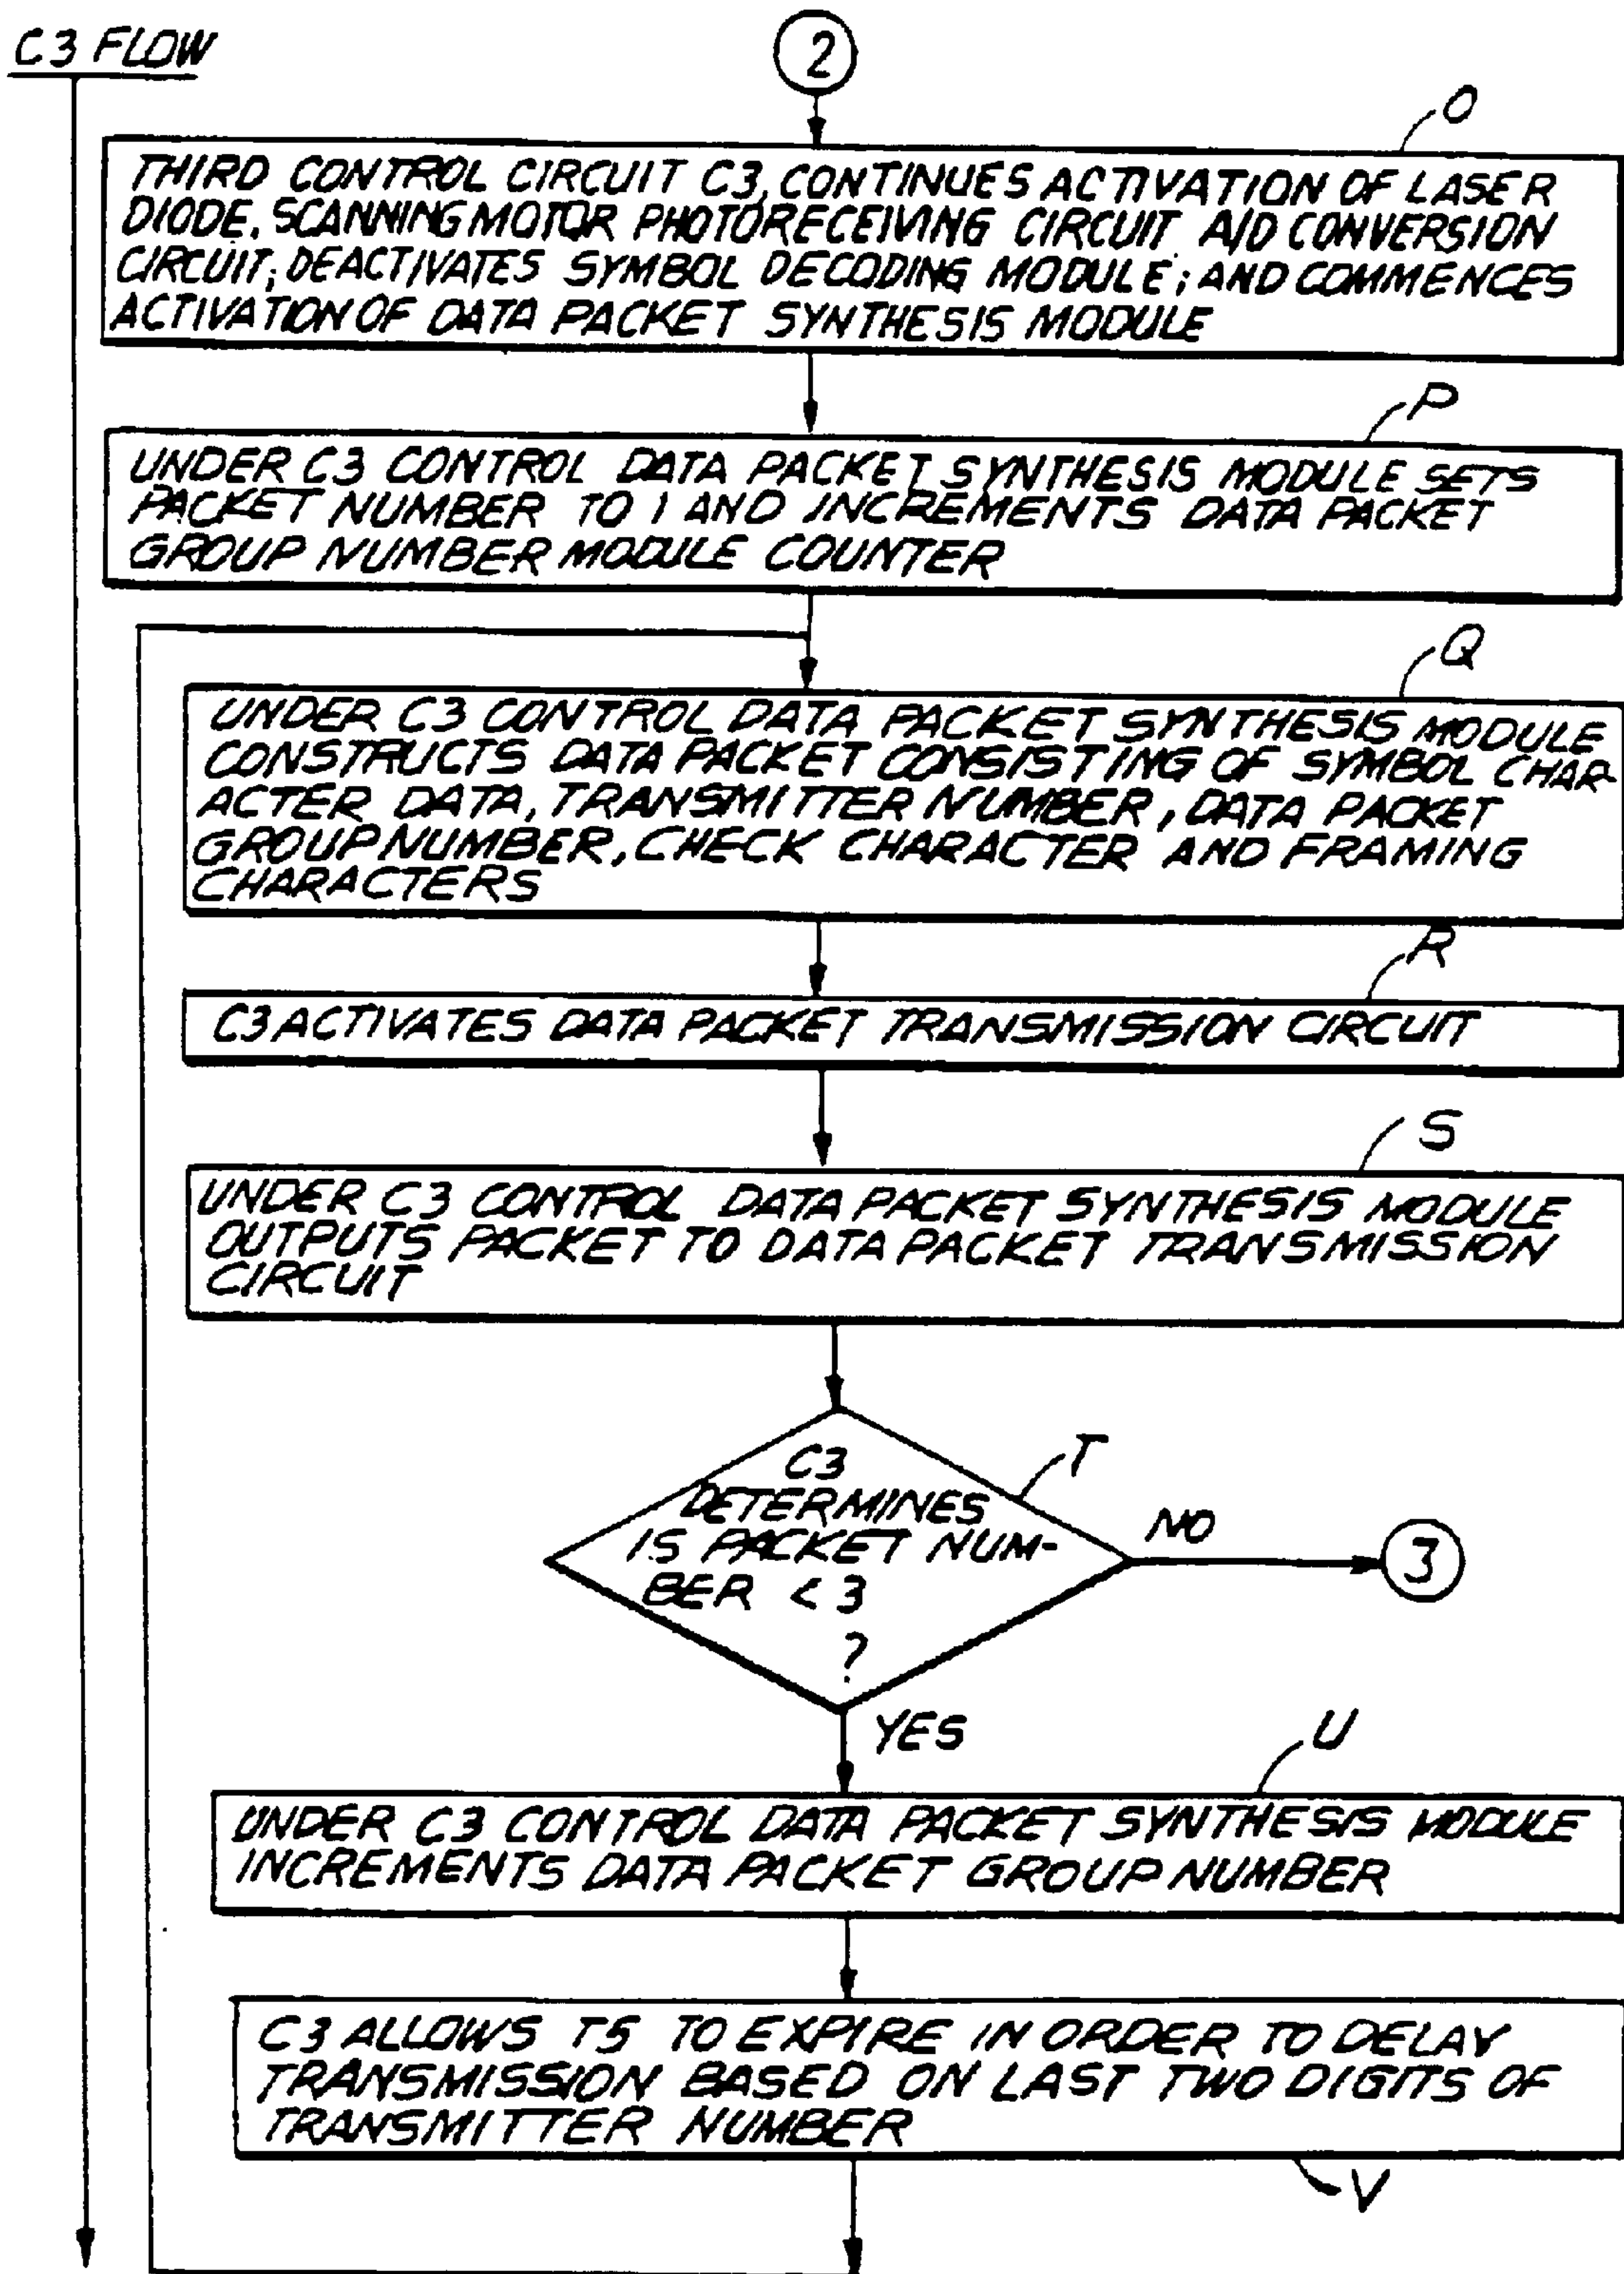 C3 FLOW
2
O
THIRD CONTROL CIRCUIT C3, CONTINUES ACTIVATION OF LASER
DIODE, SCANNING MOTOR PHOTORECEIVING CIRCUIT A/D CONVERSION
CIRCUIT; DEACTIVATES SYMBOL DECODING MODULE; AND COMMENCES
ACTIVATION OF DATA PACKET SYNTHESIS MODULE
P
UNDER C3 CONTROL DATA PACKET SYNTHESIS MODULE SETS
PACKET NUMBER TO 1 AND INCREMENTS DATA PACKET
GROUP NUMBER MODULE COUNTER
Q
UNDER C3 CONTROL DATA PACKET SYNTHESIS MODULE
CONSTRUCTS DATA PACKET CONSISTING OF SYMBOL CHAR-
ACTER DATA, TRANSMITTER NUMBER, DATA PACKET
GROUP NUMBER, CHECK CHARACTER AND FRAMING
CHARACTERS
R
C3 ACTIVATES DATA PACKET TRANSMISSION CIRCUIT
S
UNDER C3 CONTROL DATA PACKET SYNTHESIS MODULE
OUTPUTS PACKET TO DATA PACKET TRANSMISSION
CIRCUIT
T
C3
DETERMINES
IS PACKET NUM-
BER < 3
?
NO
3
YES
U
UNDER C3 CONTROL DATA PACKET SYNTHESIS MODULE
INCREMENTS DATA PACKET GROUP NUMBER
C3 ALLOWS T5 TO EXPIRE IN ORDER TO DELAY
TRANSMISSION BASED ON LAST TWO DIGITS OF
TRANSMITTER NUMBER
V